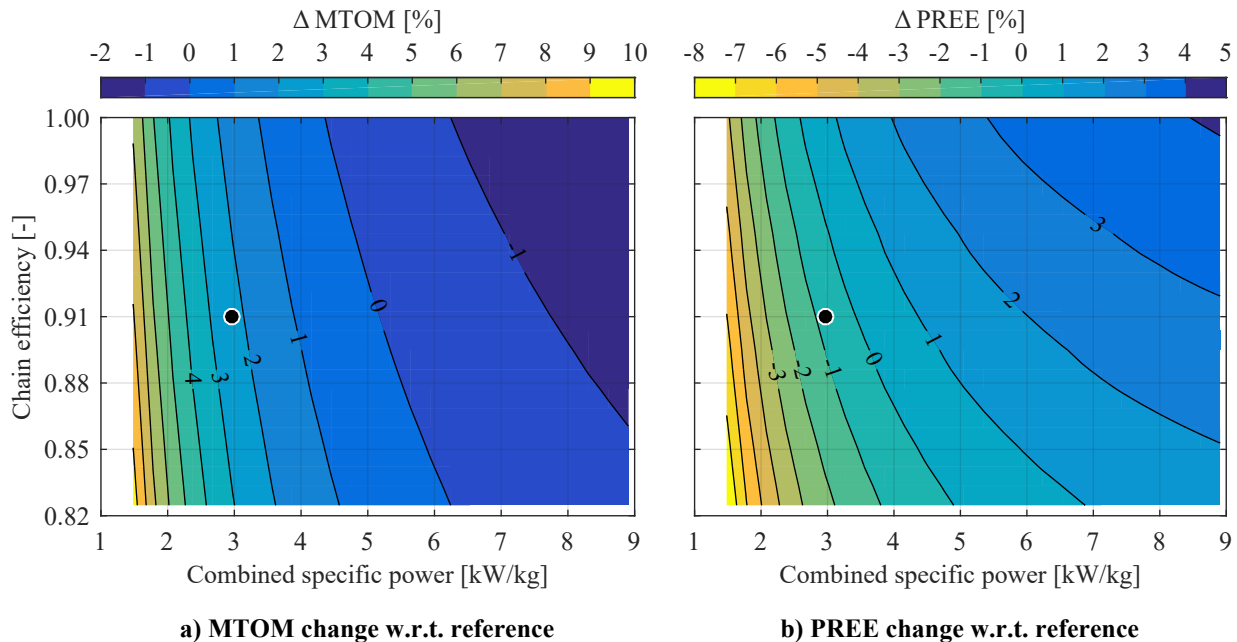 Δ MTOM [%]
-2 -1 0 1 2 3 4 5 6 7 8 9 10
1.00
0.97
0.94
0.91
0.88
0.85
0.82
Chain efficiency [-]
4 3 2 1 0 -1
1 2 3 4 5 6 7 8 9
Combined specific power [kW/kg]
a) MTOM change w.r.t. reference
Δ PREE [%]
-8 -7 -6 -5 -4 -3 -2 -1 0 1 2 3 4 5
-3 -2 -1 0 1 2 3
1 2 3 4 5 6 7 8 9
Combined specific power [kW/kg]
b) PREE change w.r.t. reference